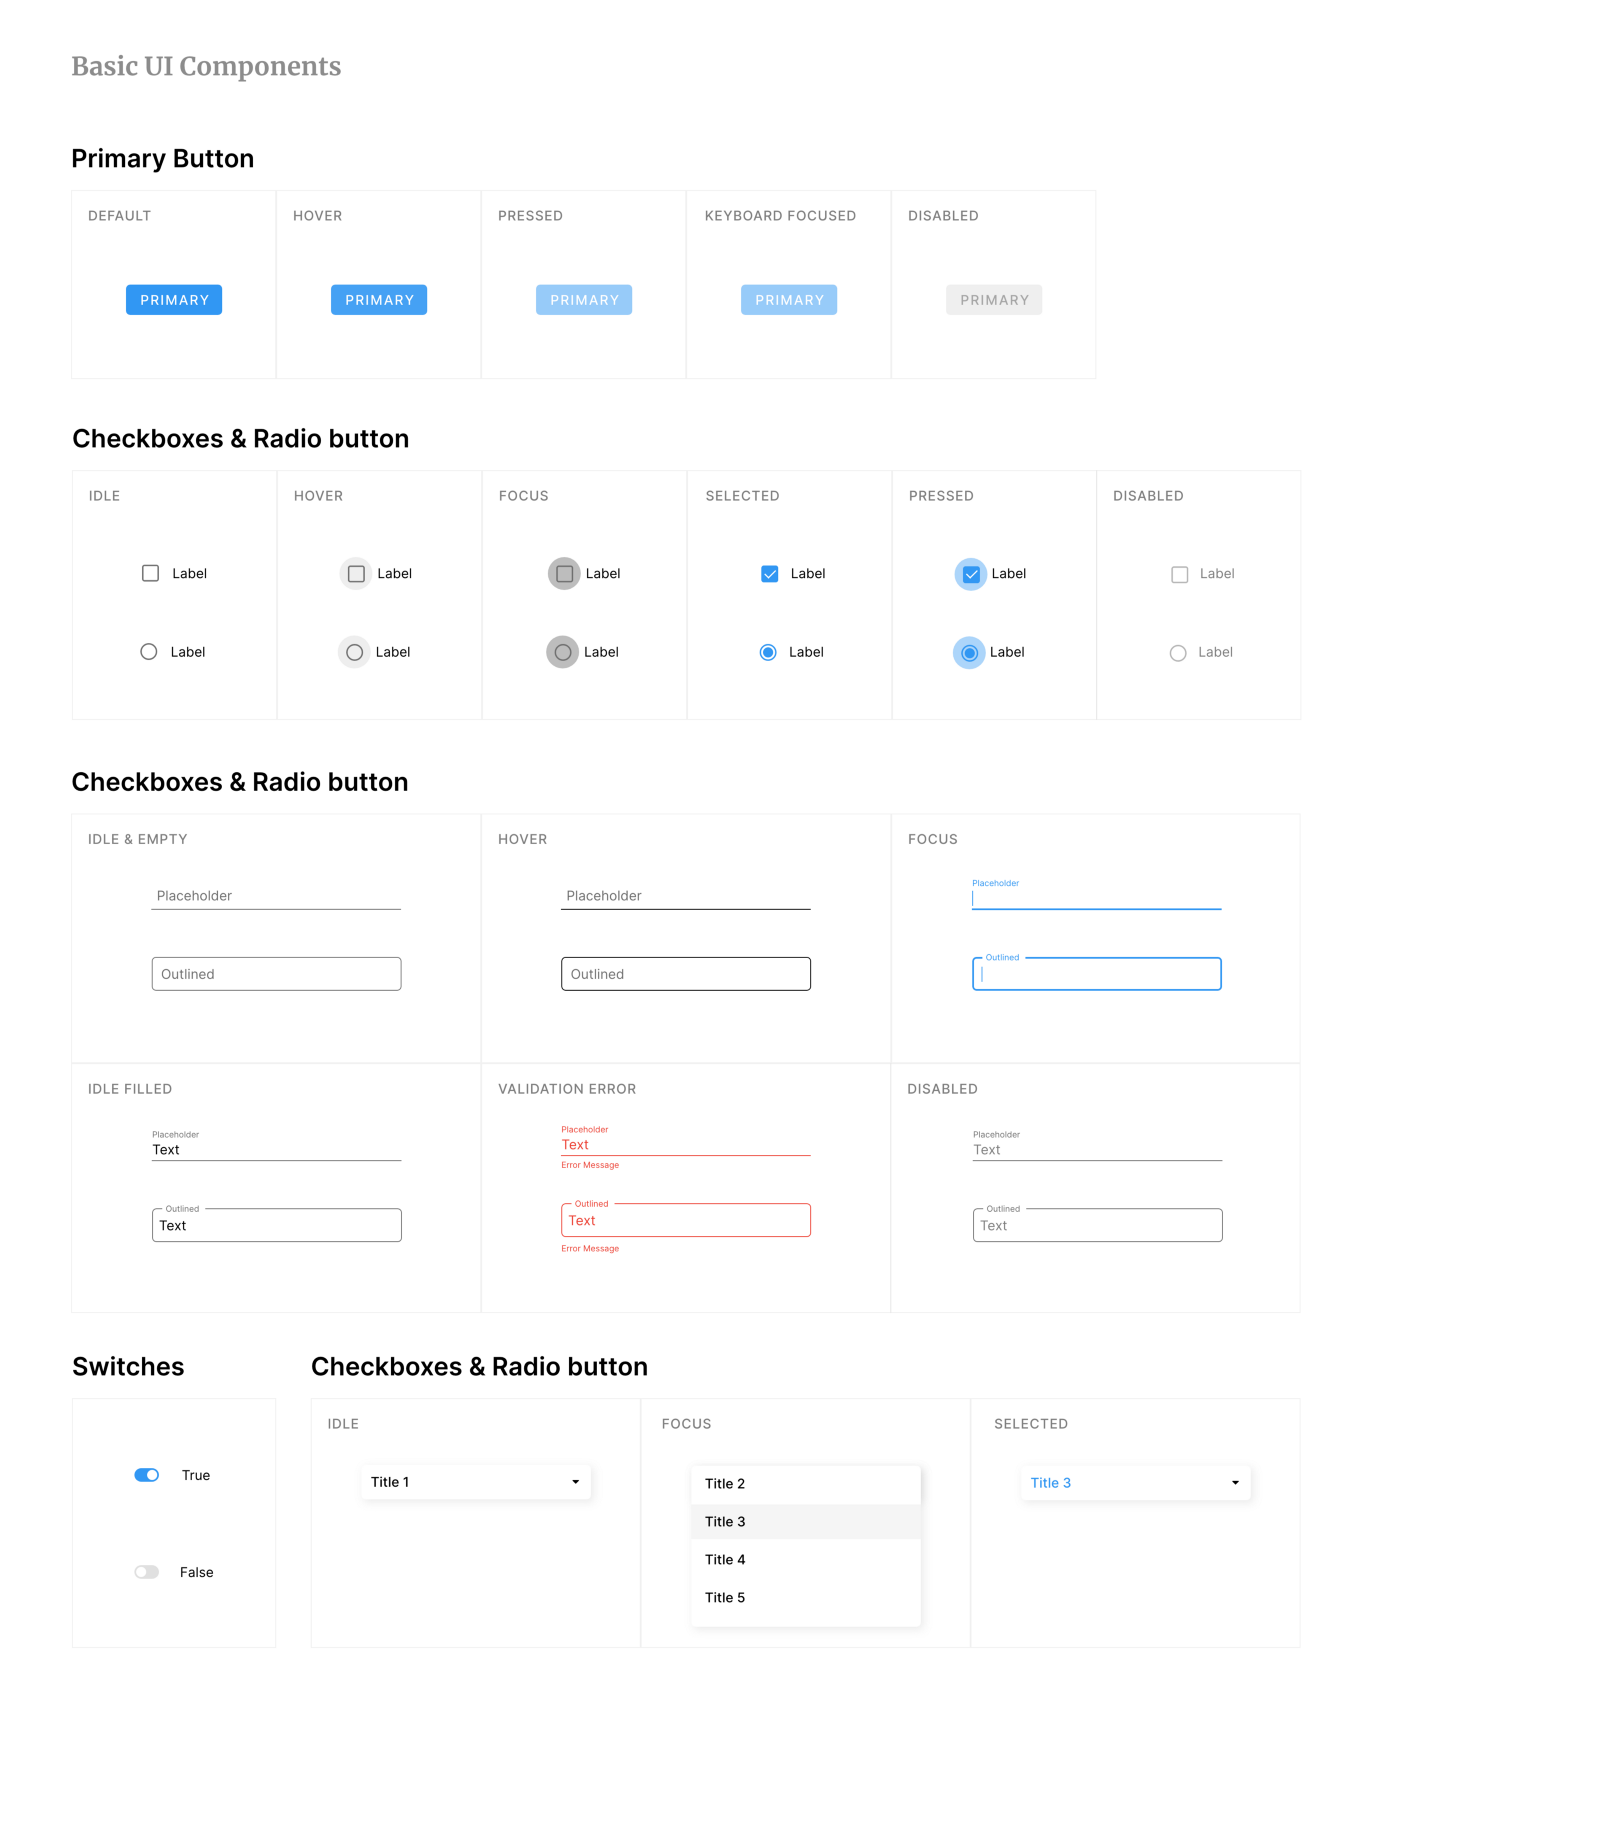 Basic UI Components
Primary Button
DEFAULT
HOVER
PRESSED
KEYBOARD FOCUSED
DISABLED
PRIMARY
PRIMARY
PRIMARY
PRIMARY
PRIMARY
Checkboxes & Radio button
IDLE
HOVER
FOCUS
SELECTED
PRESSED
DISABLED
Label
Label
Label
Label
Label
Label
Label
Label
Label
Label
Label
Label
Checkboxes & Radio button
IDLE & EMPTY
Placeholder
Outlined
HOVER
Placeholder
Outlined
FOCUS
Placeholder
Outlined
IDLE FILLED
Placeholder
Text
Outlined
Text
VALIDATION ERROR
Placeholder
Text
Error Message
Outlined
Text
Error Message
DISABLED
Placeholder
Text
Outlined
Text
Switches
True
False
Checkboxes & Radio button
IDLE
Title 1
FOCUS
Title 2
Title 3
Title 4
Title 5
SELECTED
Title 3